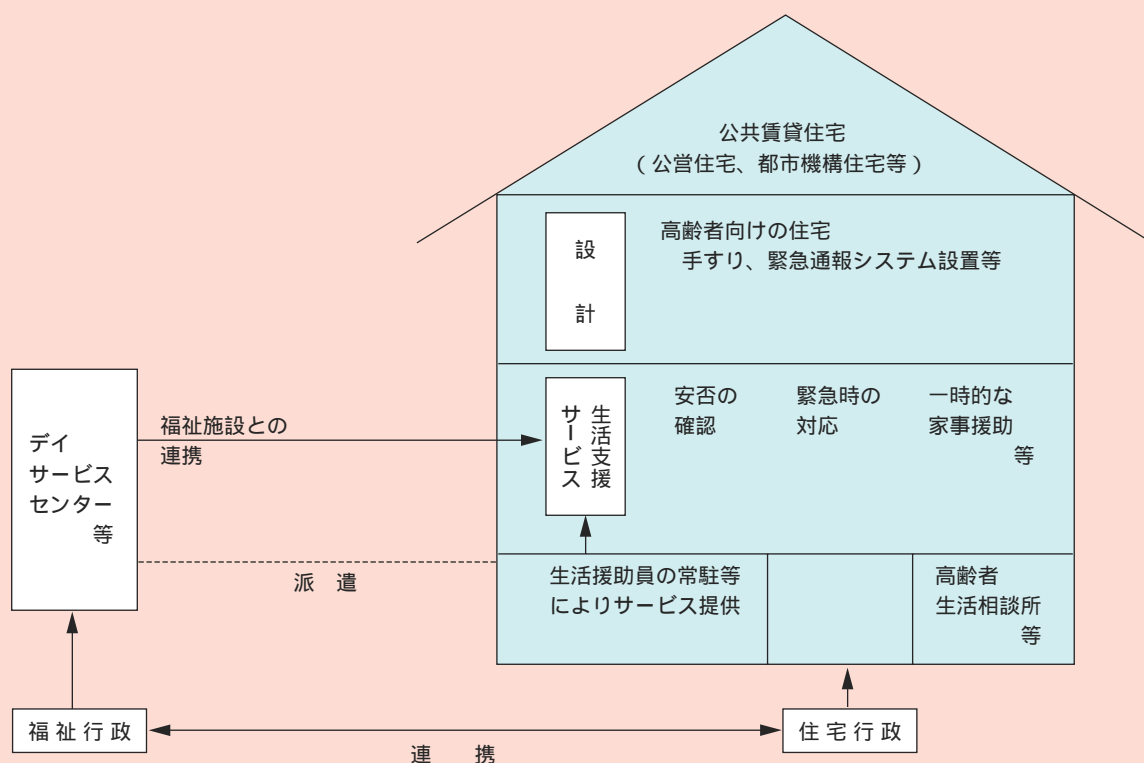 公共賃貸住宅
（公営住宅、都市機構住宅等）
設計
高齢者向けの住宅
手すり、緊急通報システム設置等
デイ
サービス
センター
等
福祉施設との
連携
生活支援
サービス
安否の
確認
緊急時の
対応
一時的な
家事援助
等
派　遣
生活援助員の常駐等
によりサービス提供
高齢者
生活相談所
等
福祉行政
連　携
住宅行政